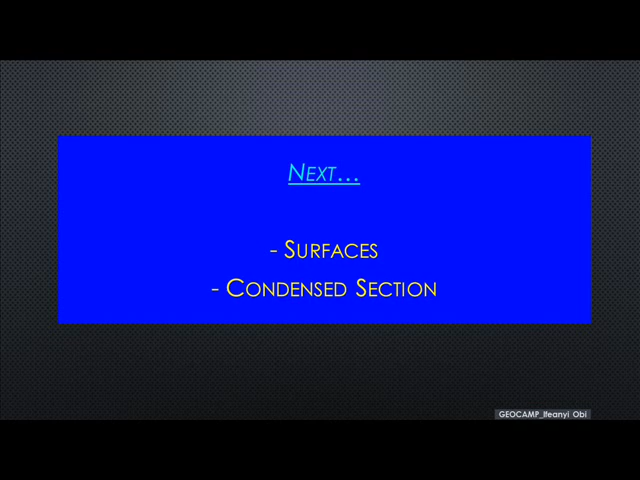 Next...
- Surfaces
- Condensed Section
GEOCAMP_Ifeanyi Obi